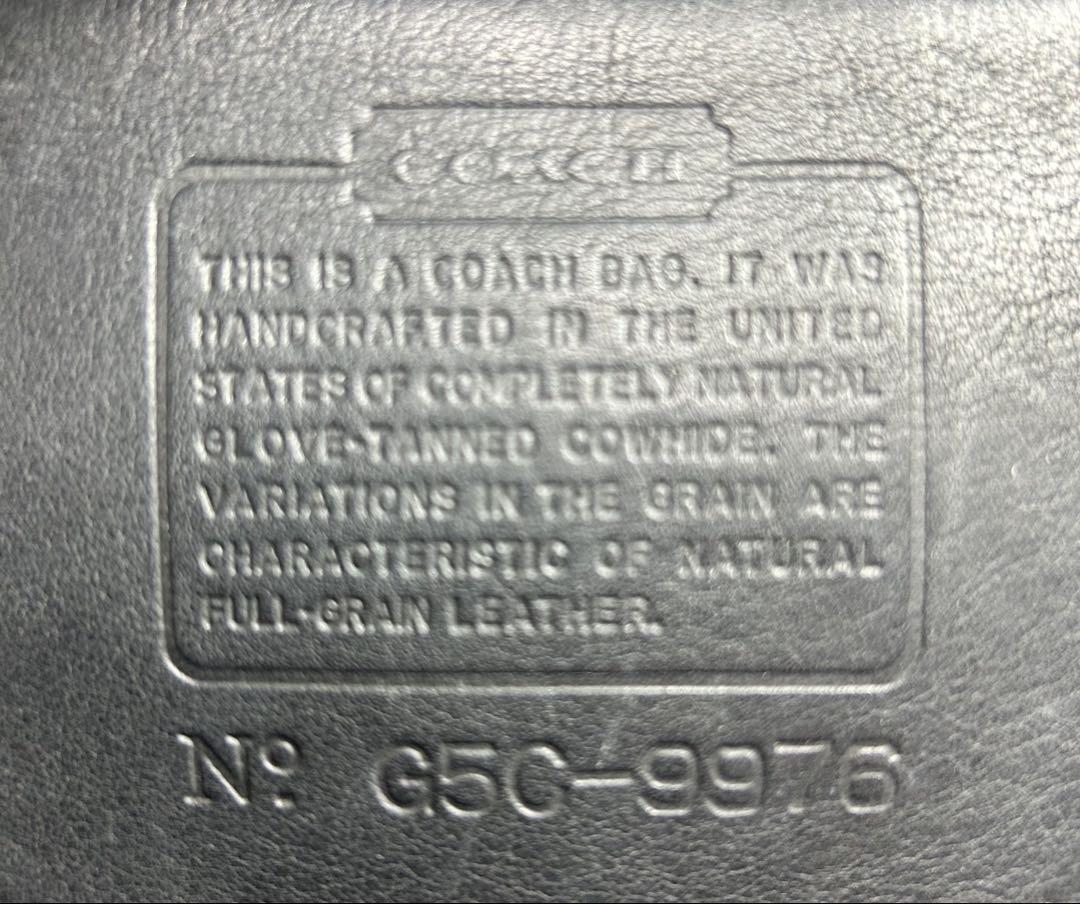 COACH
THIS IS A COACH BAG. IT WAS
HANDCRAFTED IN THE UNITED
STATES OF COMPLETELY NATURAL
GLOVE-TANNED COWHIDE. THE
VARIATIONS IN THE GRAIN ARE
CHARACTERISTIC OF NATURAL
FULL-GRAIN LEATHER.
Nº G5C-9976